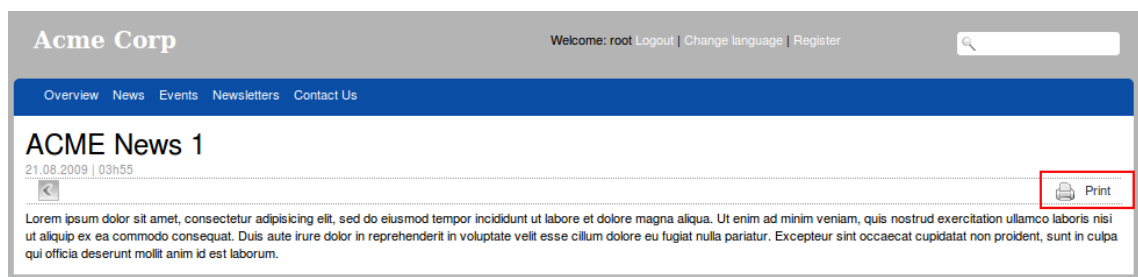 Acme Corp
Welcome: root Logout | Change language | Register
Overview News Events Newsletters Contact Us
ACME News 1
21.08.2009 | 03h55
Print
Lorem ipsum dolor sit amet, consectetur adipisicing elit, sed do eiusmod tempor incididunt ut labore et dolore magna aliqua. Ut enim ad minim veniam, quis nostrud exercitation ullamco laboris nisi
ut aliquip ex ea commodo consequat. Duis aute irure dolor in reprehenderit in voluptate velit esse cillum dolore eu fugiat nulla pariatur. Excepteur sint occaecat cupidatat non proident, sunt in culpa
qui officia deserunt mollit anim id est laborum.